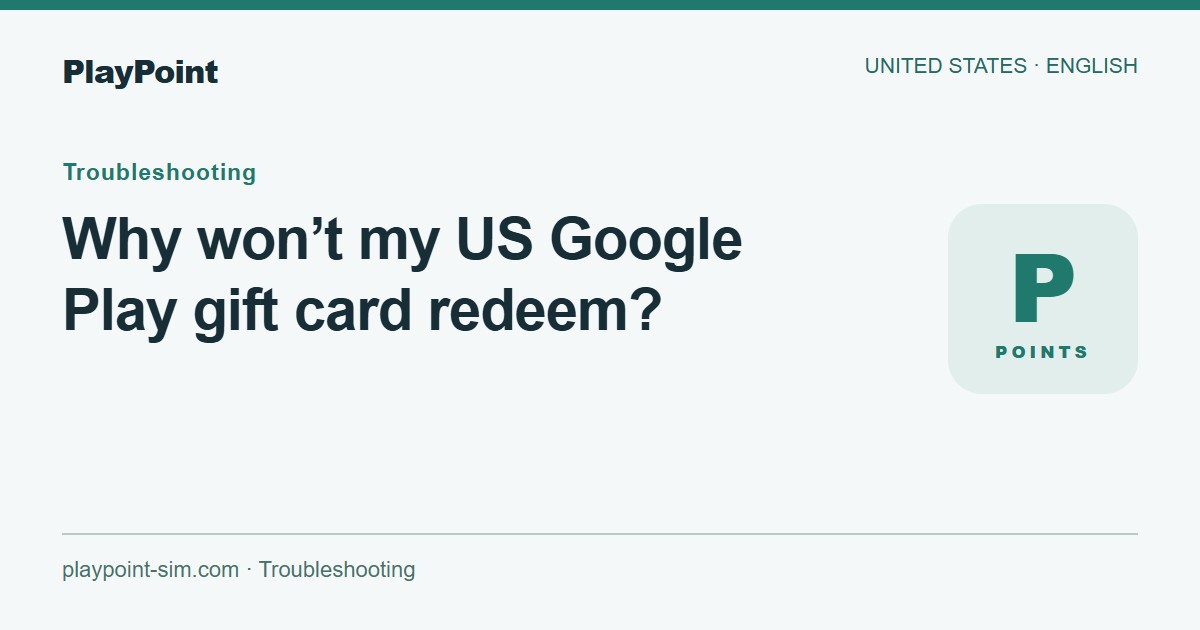 PlayPoint
UNITED STATES · ENGLISH
Troubleshooting
Why won’t my US Google
Play gift card redeem?
P
POINTS
playpoint-sim.com · Troubleshooting